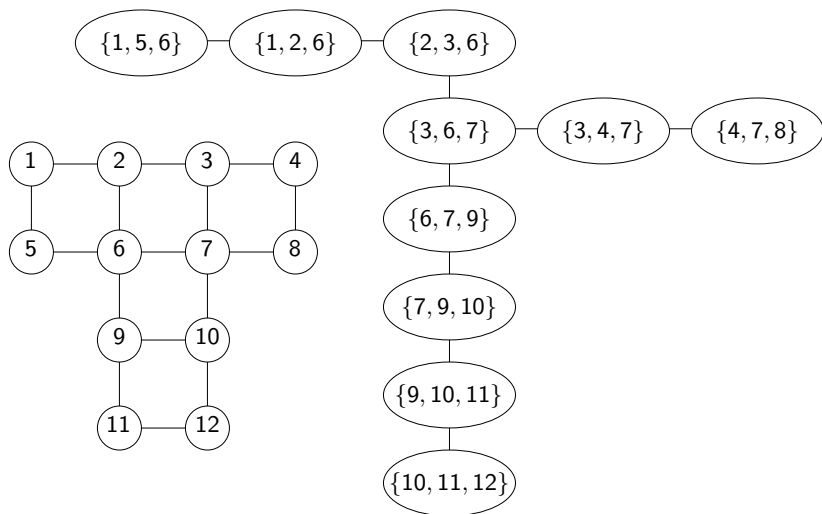 {1, 5, 6} {1, 2, 6} {2, 3, 6}
{3, 6, 7} {3, 4, 7} {4, 7, 8}
1 2 3 4
{6, 7, 9}
5 6 7 8
{7, 9, 10}
9 10
{9, 10, 11}
11 12
{10, 11, 12}